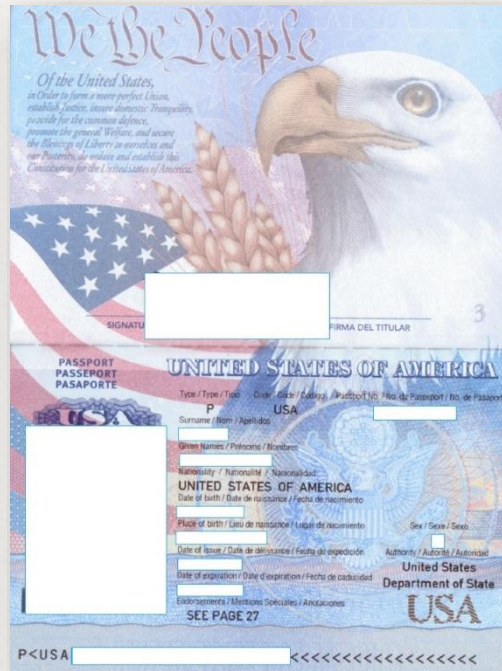 We the People
Of the United States,
in Order to form a more perfect Union,
establish Justice, insure domestic Tranquility,
provide for the common defence,
promote the general Welfare, and secure
the Blessings of Liberty to ourselves and
our Posterity, do ordain and establish this
Constitution for the United States of America.
3
SIGNATU FIRMA DEL TITULAR
PASSPORT
PASSEPORT
PASAPORTE
USA
UNITED STATES OF AMERICA
Type / Type / Tipo Code / Code / Código Passport No. / No. de Passeport / No. de Pasaport
P USA
Surname / Nom / Apellidos
Given Names / Prénoms / Nombres
Nationality / Nationalité / Nacionalidad
UNITED STATES OF AMERICA
Date of birth / Date de naissance / Fecha de nacimiento
Place of birth / Lieu de naissance / Lugar de nacimiento Sex / Sexe / Sexo
Date of issue / Date de délivrance / Fecha de expedición Authority / Autorité / Autoridad
United States
Date of expiration / Date d'expiration / Fecha de caducidad Department of State
Endorsements / Mentions Spéciales / Anotaciones
SEE PAGE 27 USA
P<USA <<<<<<<<<<<<<<<<<<